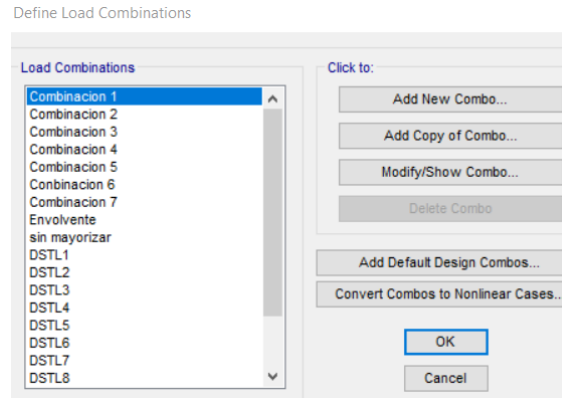 Define Load Combinations
Load Combinations
Combinacion 1
Combinacion 2
Combinacion 3
Combinacion 4
Combinacion 5
Conbinacion 6
Combinacion 7
Envolvente
sin mayorizar
DSTL1
DSTL2
DSTL3
DSTL4
DSTL5
DSTL6
DSTL7
DSTL8
Click to:
Add New Combo...
Add Copy of Combo...
Modify/Show Combo...
Delete Combo
Add Default Design Combos...
Convert Combos to Nonlinear Cases..
OK
Cancel